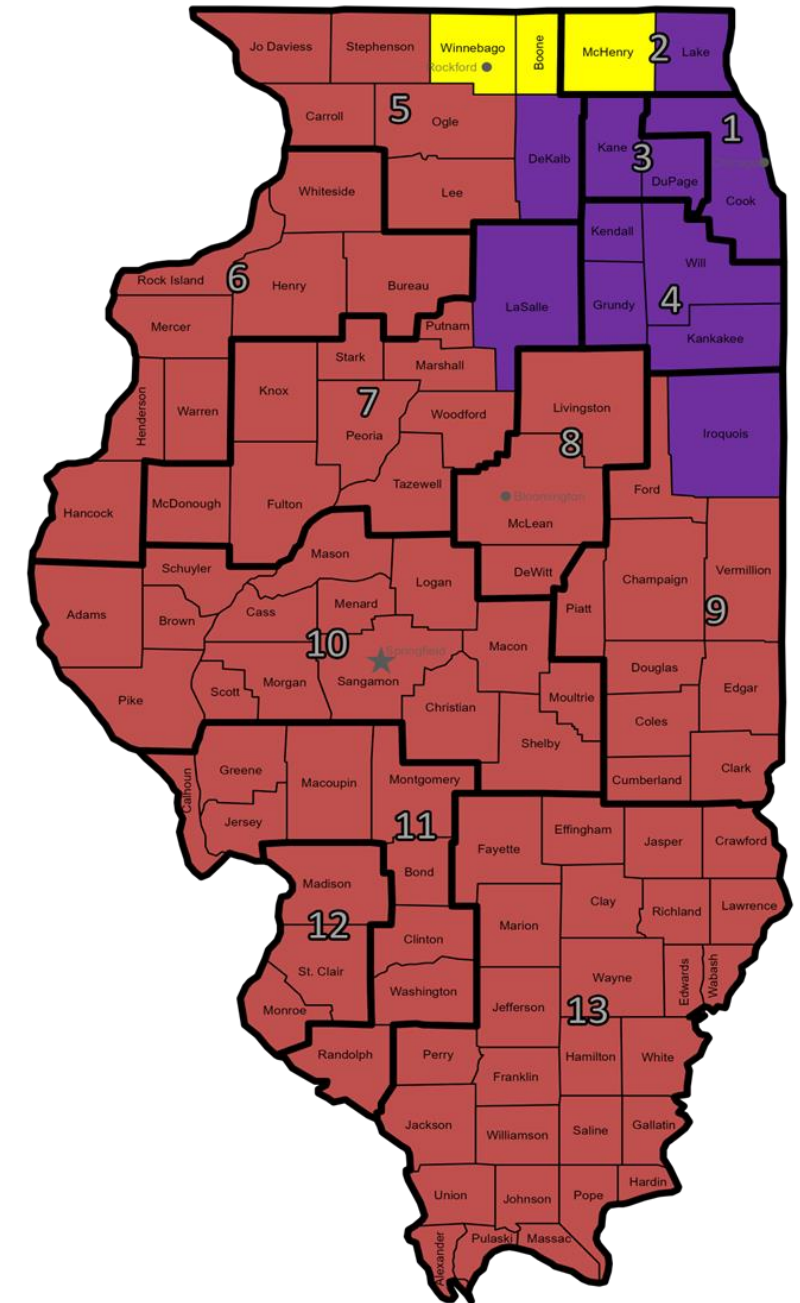 Jo Daviess
Stephenson
Winnebago
Rockford
Boone
McHenry
2
Lake
Carroll
5
Ogle
DeKalb
Kane
3
DuPage
1
Cook
Whiteside
Lee
Kendall
Will
Rock Island
6
Henry
Bureau
LaSalle
Grundy
4
Mercer
Putnam
Kankakee
Stark
Marshall
Henderson
Warren
Knox
7
Peoria
Woodford
Livingston
8
Iroquois
Hancock
McDonough
Fulton
Tazewell
Bloomington
McLean
Ford
Schuyler
Mason
Logan
DeWitt
Champaign
Vermillion
Adams
Brown
Cass
Menard
Piatt
9
10
Springfield
Macon
Pike
Scott
Morgan
Sangamon
Christian
Moultrie
Douglas
Edgar
Coles
Shelby
Calhoun
Greene
Macoupin
Montgomery
Cumberland
Clark
Jersey
11
Fayette
Effingham
Jasper
Crawford
Madison
Bond
12
Clay
Richland
Lawrence
Marion
Clinton
St. Clair
Washington
Wayne
Edwards
Wabash
Monroe
Jefferson
13
Randolph
Perry
Hamilton
White
Franklin
Jackson
Williamson
Saline
Gallatin
Union
Johnson
Pope
Hardin
Alexander
Pulaski
Massac